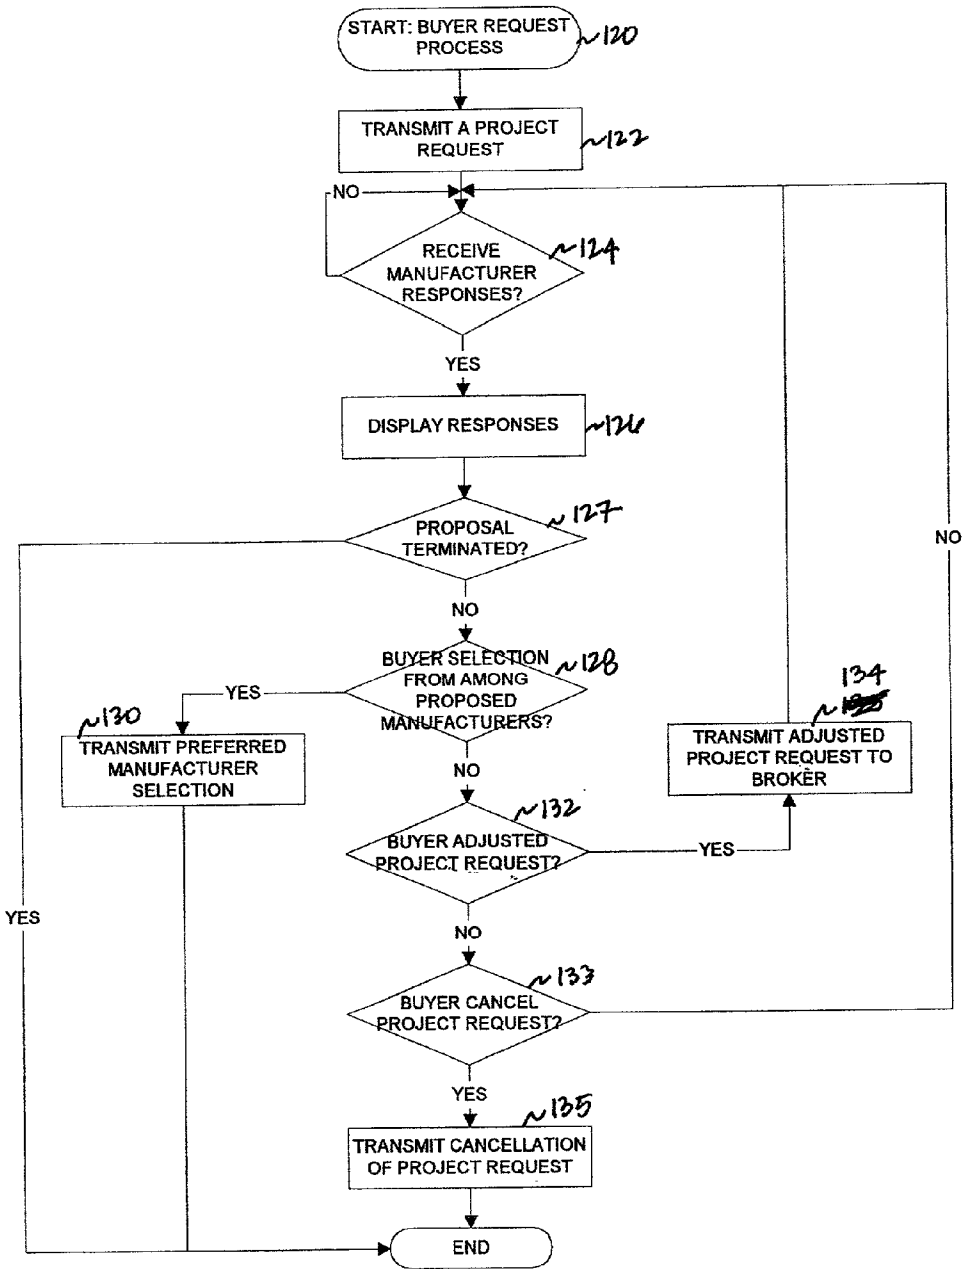 START: BUYER REQUEST
PROCESS
~120
TRANSMIT A PROJECT
REQUEST
~122
NO
~124
RECEIVE
MANUFACTURER
RESPONSES?
YES
DISPLAY RESPONSES
~126
~127
PROPOSAL
TERMINATED?
NO
NO
BUYER SELECTION
FROM AMONG
PROPOSED
MANUFACTURERS?
~128
YES
~130
TRANSMIT PREFERRED
MANUFACTURER
SELECTION
134
TRANSMIT ADJUSTED
PROJECT REQUEST TO
BROKER
NO
~132
BUYER ADJUSTED
PROJECT REQUEST?
YES
YES
NO
~133
BUYER CANCEL
PROJECT REQUEST?
YES
~135
TRANSMIT CANCELLATION
OF PROJECT REQUEST
END